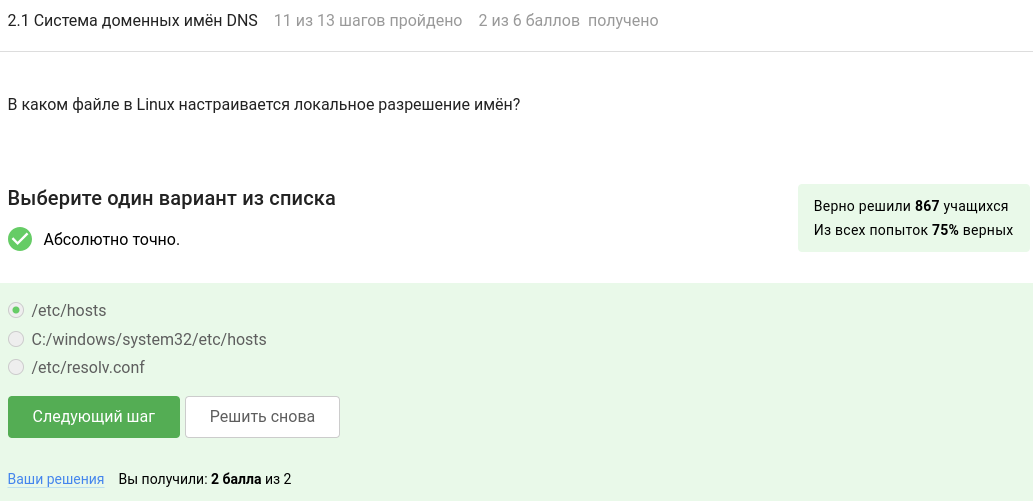 2.1 Система доменных имён DNS 11 из 13 шагов пройдено 2 из 6 баллов получено
В каком файле в Linux настраивается локальное разрешение имён?
Выберите один вариант из списка
Абсолютно точно.
Верно решили 867 учащихся
Из всех попыток 75% верных
/etc/hosts
C:/windows/system32/etc/hosts
/etc/resolv.conf
Следующий шаг Решить снова
Ваши решения Вы получили: 2 балла из 2